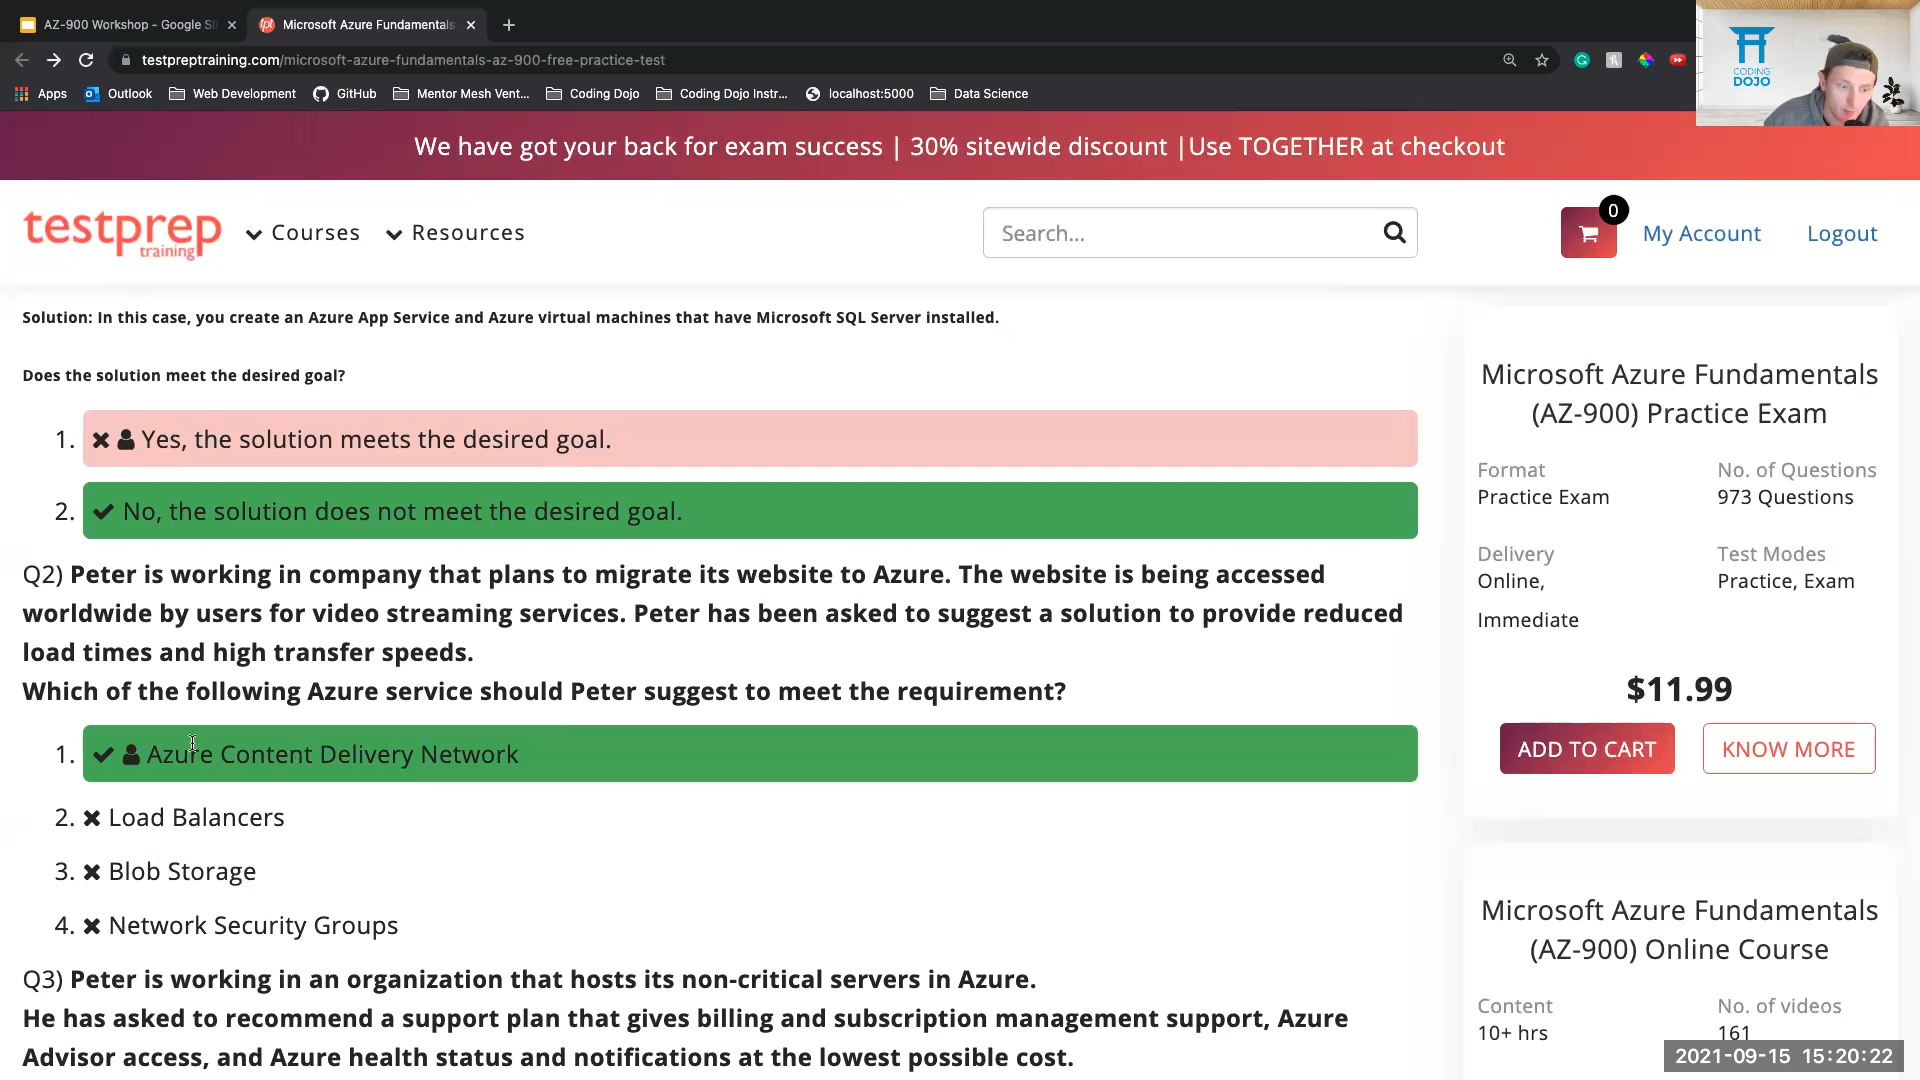 AZ-900 Workshop - Google Sli
Microsoft Azure Fundamentals
testpreptraining.com/microsoft-azure-fundamentals-az-900-free-practice-test
Apps
Outlook
Web Development
GitHub
Mentor Mesh Vent...
Coding Dojo
Coding Dojo Instr...
localhost:5000
Data Science
CODING
DOJO
We have got your back for exam success | 30% sitewide discount |Use TOGETHER at checkout
testprep
training
Courses
Resources
Search...
0
My Account
Logout
Solution: In this case, you create an Azure App Service and Azure virtual machines that have Microsoft SQL Server installed.
Does the solution meet the desired goal?
1. Yes, the solution meets the desired goal.
2. No, the solution does not meet the desired goal.
Q2) Peter is working in company that plans to migrate its website to Azure. The website is being accessed
worldwide by users for video streaming services. Peter has been asked to suggest a solution to provide reduced
load times and high transfer speeds.
Which of the following Azure service should Peter suggest to meet the requirement?
1. Azure Content Delivery Network
2. Load Balancers
3. Blob Storage
4. Network Security Groups
Q3) Peter is working in an organization that hosts its non-critical servers in Azure.
He has asked to recommend a support plan that gives billing and subscription management support, Azure
Advisor access, and Azure health status and notifications at the lowest possible cost.
Microsoft Azure Fundamentals
(AZ-900) Practice Exam
Format
No. of Questions
Practice Exam
973 Questions
Delivery
Test Modes
Online,
Practice, Exam
Immediate
$11.99
ADD TO CART
KNOW MORE
Microsoft Azure Fundamentals
(AZ-900) Online Course
Content
No. of videos
10+ hrs
161
2021-09-15 15:20:22